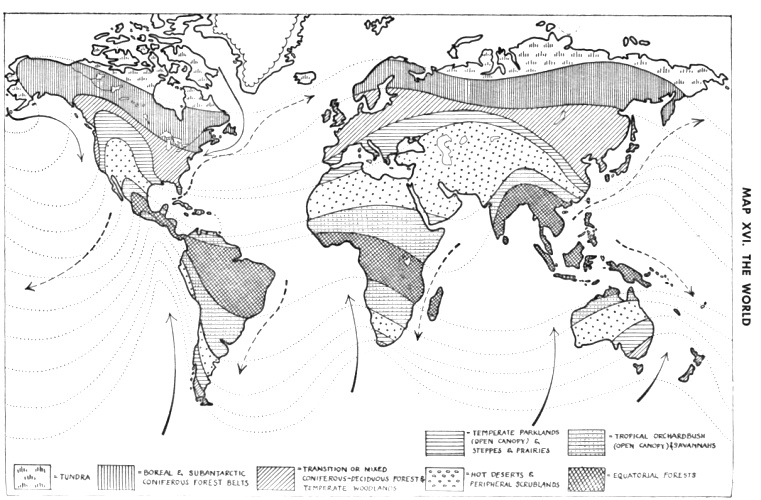 MAP XVI. THE WORLD
= TEMPERATE PARKLANDS
(OPEN CANOPY) &
STEPPES & PRAIRIES
= TROPICAL ORCHARDBUSH
(OPEN CANOPY) & SAVANNAHS
= TUNDRA
= BOREAL & SUBANTARCTIC
CONIFEROUS FOREST BELTS
= TRANSITION OR MIXED
CONIFEROUS-DECIDUOUS FOREST &
TEMPERATE WOODLANDS
= HOT DESERTS &
PERIPHERAL SCRUBLANDS
= EQUATORIAL FORESTS